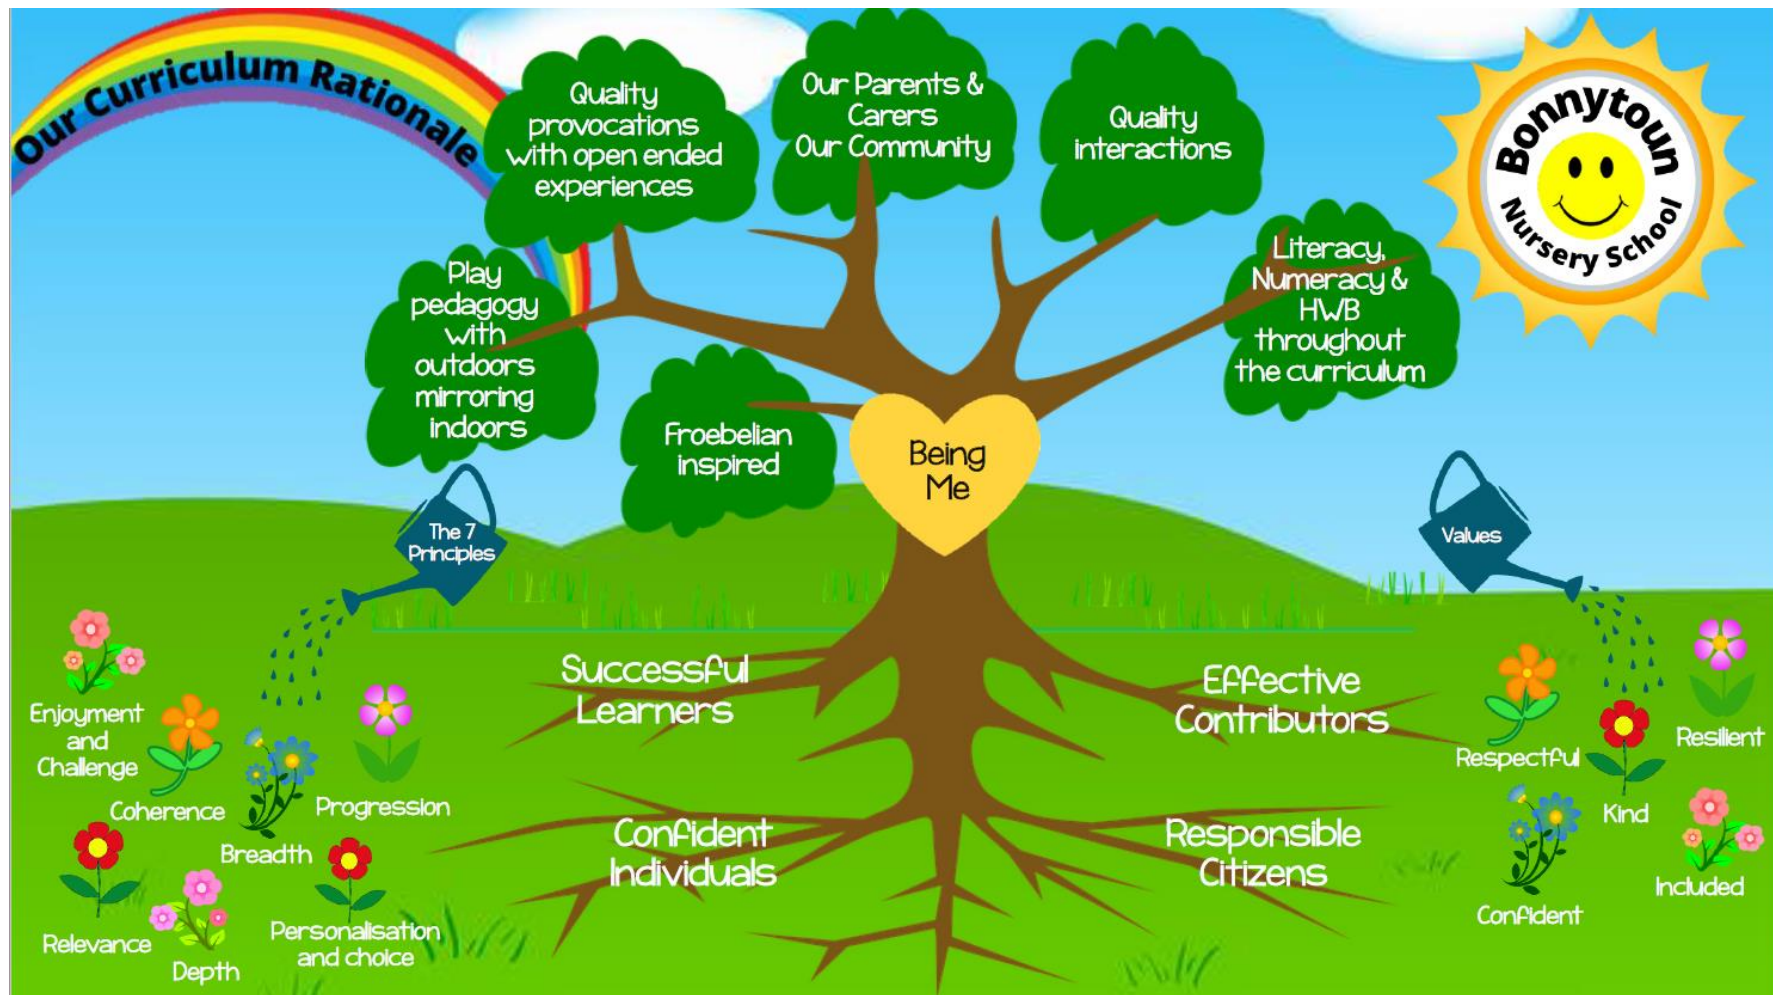 Our Curriculum Rationale
Quality
provocations
with open ended
experiences
Our Parents &
Carers
Our Community
Quality
interactions
Bonnytoun
Nursery School
Play
pedagogy
with
outdoors
mirroring
indoors
Froebelian
inspired
Literacy,
Numeracy &
HWB
throughout
the curriculum
Being
Me
The 7
Principles
Values
Enjoyment
and
Challenge
Coherence
Breadth
Progression
Relevance
Depth
Personalisation
and choice
Successful
Learners
Effective
Contributors
Confident
Individuals
Responsible
Citizens
Respectful
Kind
Resilient
Confident
Included